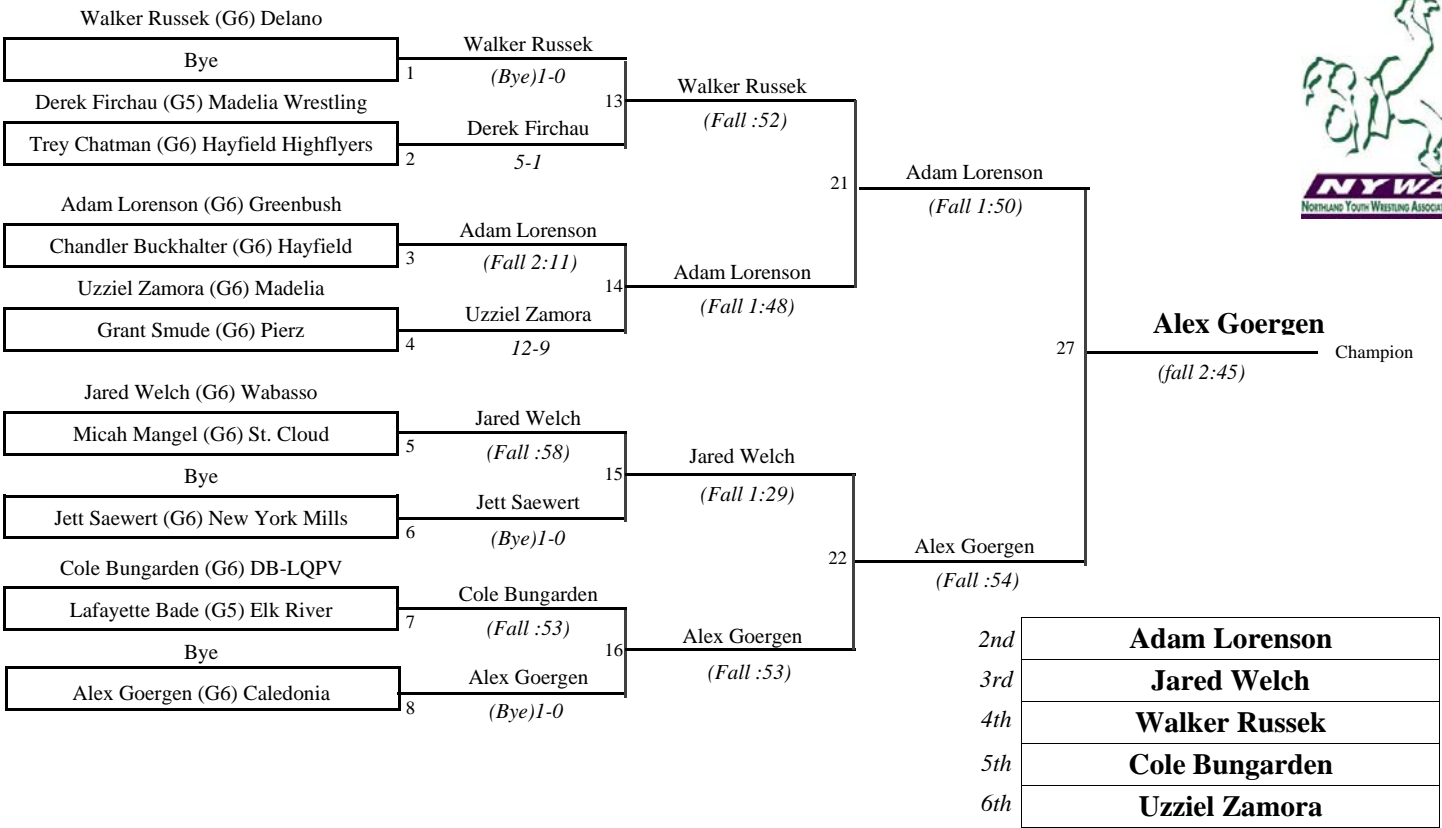 Walker Russek (G6) Delano
Bye
1
Derek Firchau (G5) Madelia Wrestling
Trey Chatman (G6) Hayfield Highflyers
2
Adam Lorenson (G6) Greenbush
Chandler Buckhalter (G6) Hayfield
3
Uzziel Zamora (G6) Madelia
Grant Smude (G6) Pierz
4
Jared Welch (G6) Wabasso
Micah Mangel (G6) St. Cloud
5
Bye
Jett Saewert (G6) New York Mills
6
Cole Bungarden (G6) DB-LQPV
Lafayette Bade (G5) Elk River
7
Bye
Alex Goergen (G6) Caledonia
8
Walker Russek
(Bye)1-0
13
Derek Firchau
5-1
Adam Lorenson
(Fall 2:11)
14
Uzziel Zamora
12-9
Jared Welch
(Fall :58)
15
Jett Saewert
(Bye)1-0
Cole Bungarden
(Fall :53)
16
Alex Goergen
(Bye)1-0
Walker Russek
(Fall :52)
21
Adam Lorenson
(Fall 1:48)
Jared Welch
(Fall 1:29)
22
Alex Goergen
(Fall :53)
Adam Lorenson
(Fall 1:50)
27
Alex Goergen
(Fall :54)
Alex Goergen
Champion
(fall 2:45)
NYWA
Northland Youth Wrestling
2nd Adam Lorenson
3rd Jared Welch
4th Walker Russek
5th Cole Bungarden
6th Uzziel Zamora